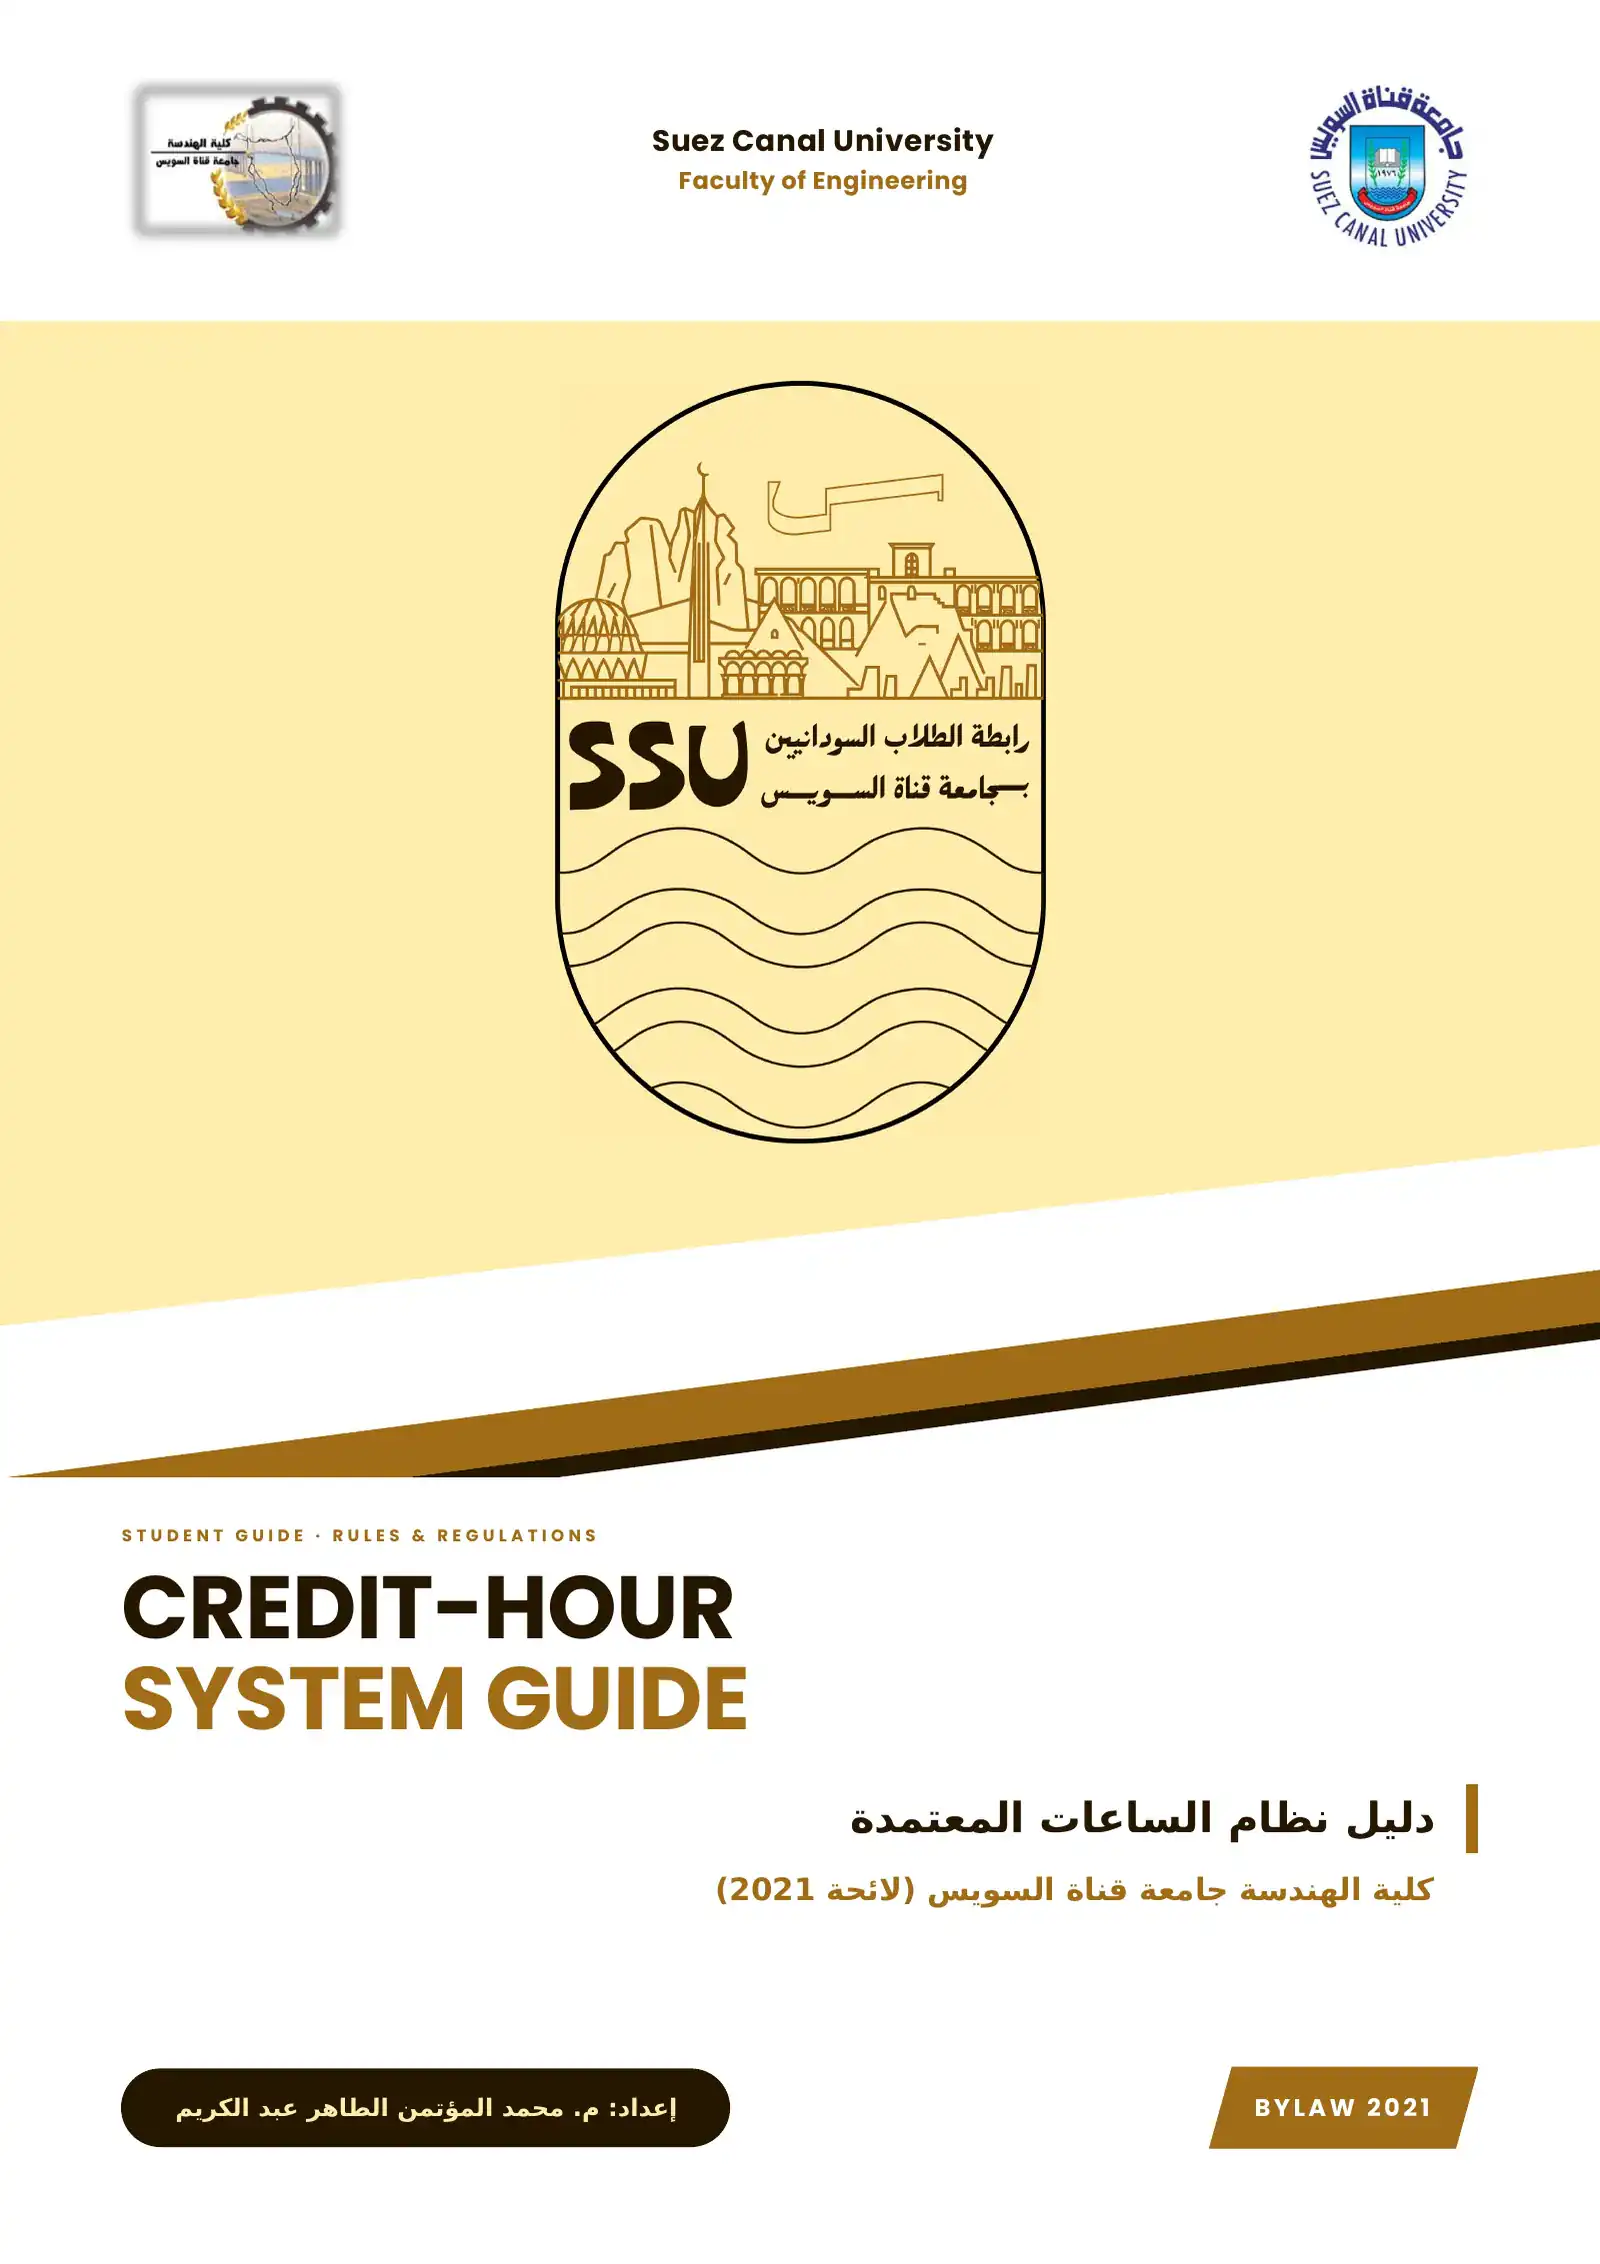 كلية الهندسة
جامعة قناة السويس
Suez Canal University
Faculty of Engineering
جامعة قناة السويس
١٩٧٦
SUEZ CANAL UNIVERSITY
SSU
رابطة الطلاب السودانيين
بجامعة قناة السويس
STUDENT GUIDE · RULES & REGULATIONS
CREDIT-HOUR
SYSTEM GUIDE
دليل نظام الساعات المعتمدة
كلية الهندسة جامعة قناة السويس (لائحة 2021)
إعداد: م. محمد المؤتمن الطاهر عبد الكريم
BYLAW 2021